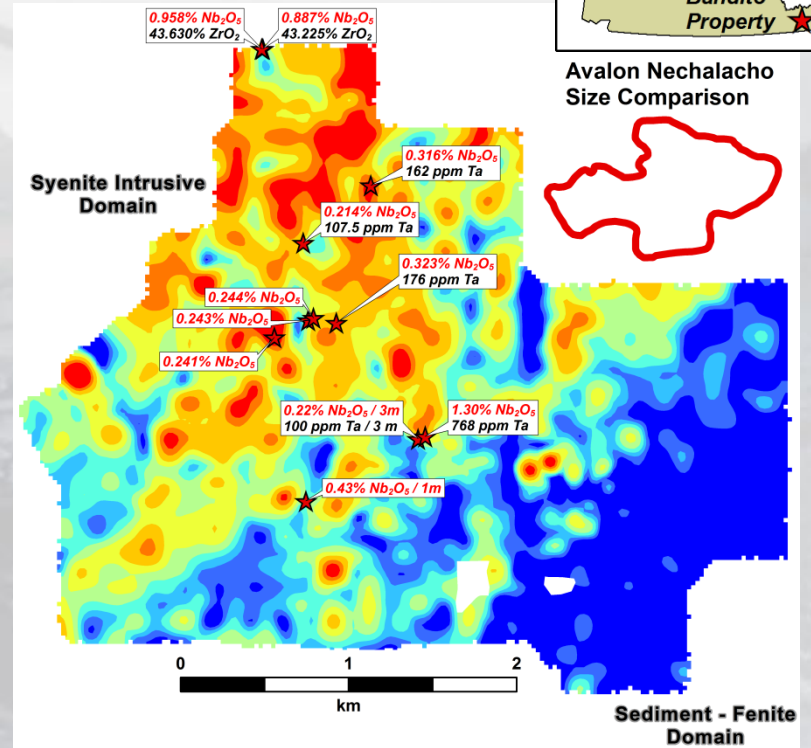 Bandito
Property
Avalon Nechalacho
Size Comparison
0.958% Nb₂O₅
43.630% ZrO₂
0.887% Nb₂O₅
43.225% ZrO₂
0.316% Nb₂O₅
162 ppm Ta
Syenite Intrusive
Domain
0.214% Nb₂O₅
107.5 ppm Ta
0.323% Nb₂O₅
176 ppm Ta
0.244% Nb₂O₅
0.243% Nb₂O₅
0.241% Nb₂O₅
0.22% Nb₂O₅ / 3m
100 ppm Ta / 3 m
1.30% Nb₂O₅
768 ppm Ta
0.43% Nb₂O₅ / 1m
0 1 2
km
Sediment - Fenite
Domain